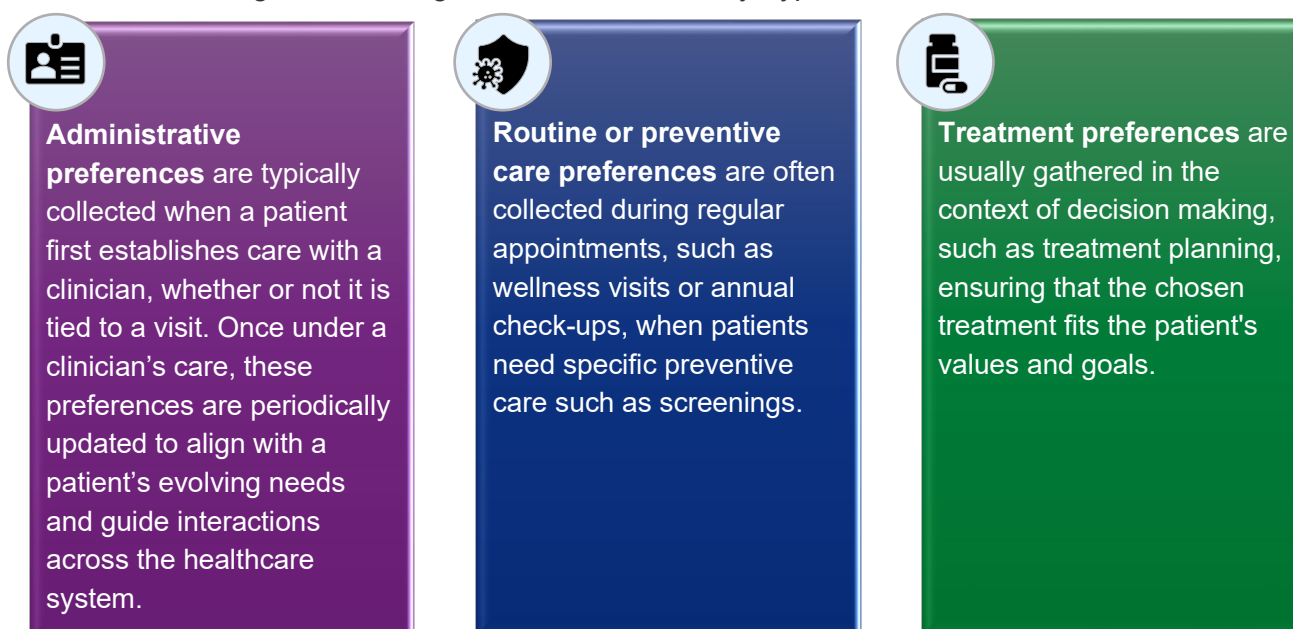 Administrative
preferences are typically
collected when a patient
first establishes care with a
clinician, whether or not it is
tied to a visit. Once under a
clinician’s care, these
preferences are periodically
updated to align with a
patient’s evolving needs
and guide interactions
across the healthcare
system.
Routine or preventive
care preferences are often
collected during regular
appointments, such as
wellness visits or annual
check-ups, when patients
need specific preventive
care such as screenings.
Treatment preferences are
usually gathered in the
context of decision making,
such as treatment planning,
ensuring that the chosen
treatment fits the patient's
values and goals.